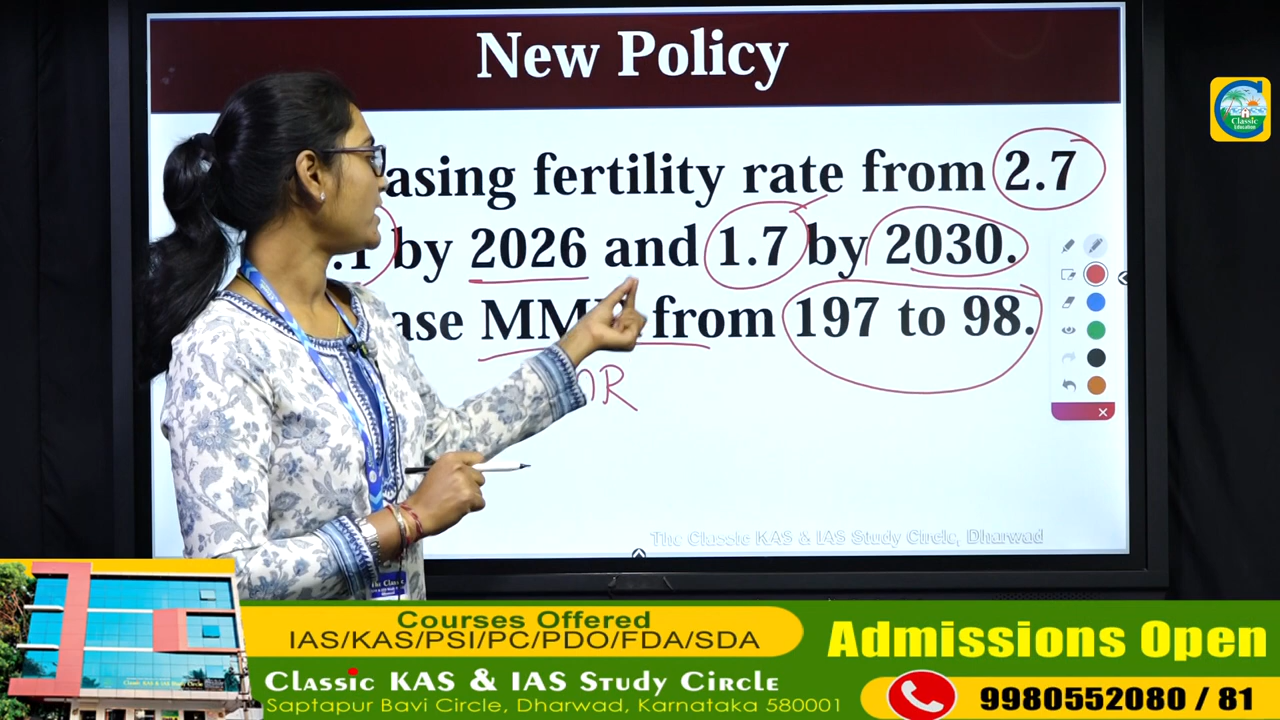 New Policy
asing fertility rate from 2.7
.1 by 2026 and 1.7 by 2030.
ase from 197 to 98.
The Classic KAS & IAS Study Circle, Dharwad
Classic
Education
Courses Offered
IAS/KAS/PSI/PC/PDO/FDA/SDA
Classic KAS & IAS Study Circle
Saptapur Bavi Circle, Dharwad, Karnataka 580001
Admissions Open
9980552080 / 81